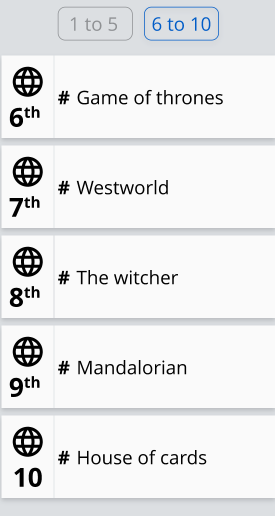 1 to 5 6 to 10
6th # Game of thrones
7th # Westworld
8th # The witcher
9th # Mandalorian
10 # House of cards